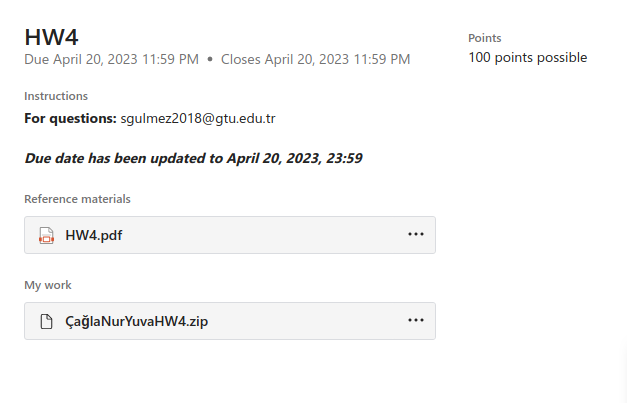 HW4
Due April 20, 2023 11:59 PM • Closes April 20, 2023 11:59 PM
Points
100 points possible
Instructions
For questions: sgulmez2018@gtu.edu.tr
Due date has been updated to April 20, 2023, 23:59
Reference materials
HW4.pdf
My work
ÇağlaNurYuvaHW4.zip